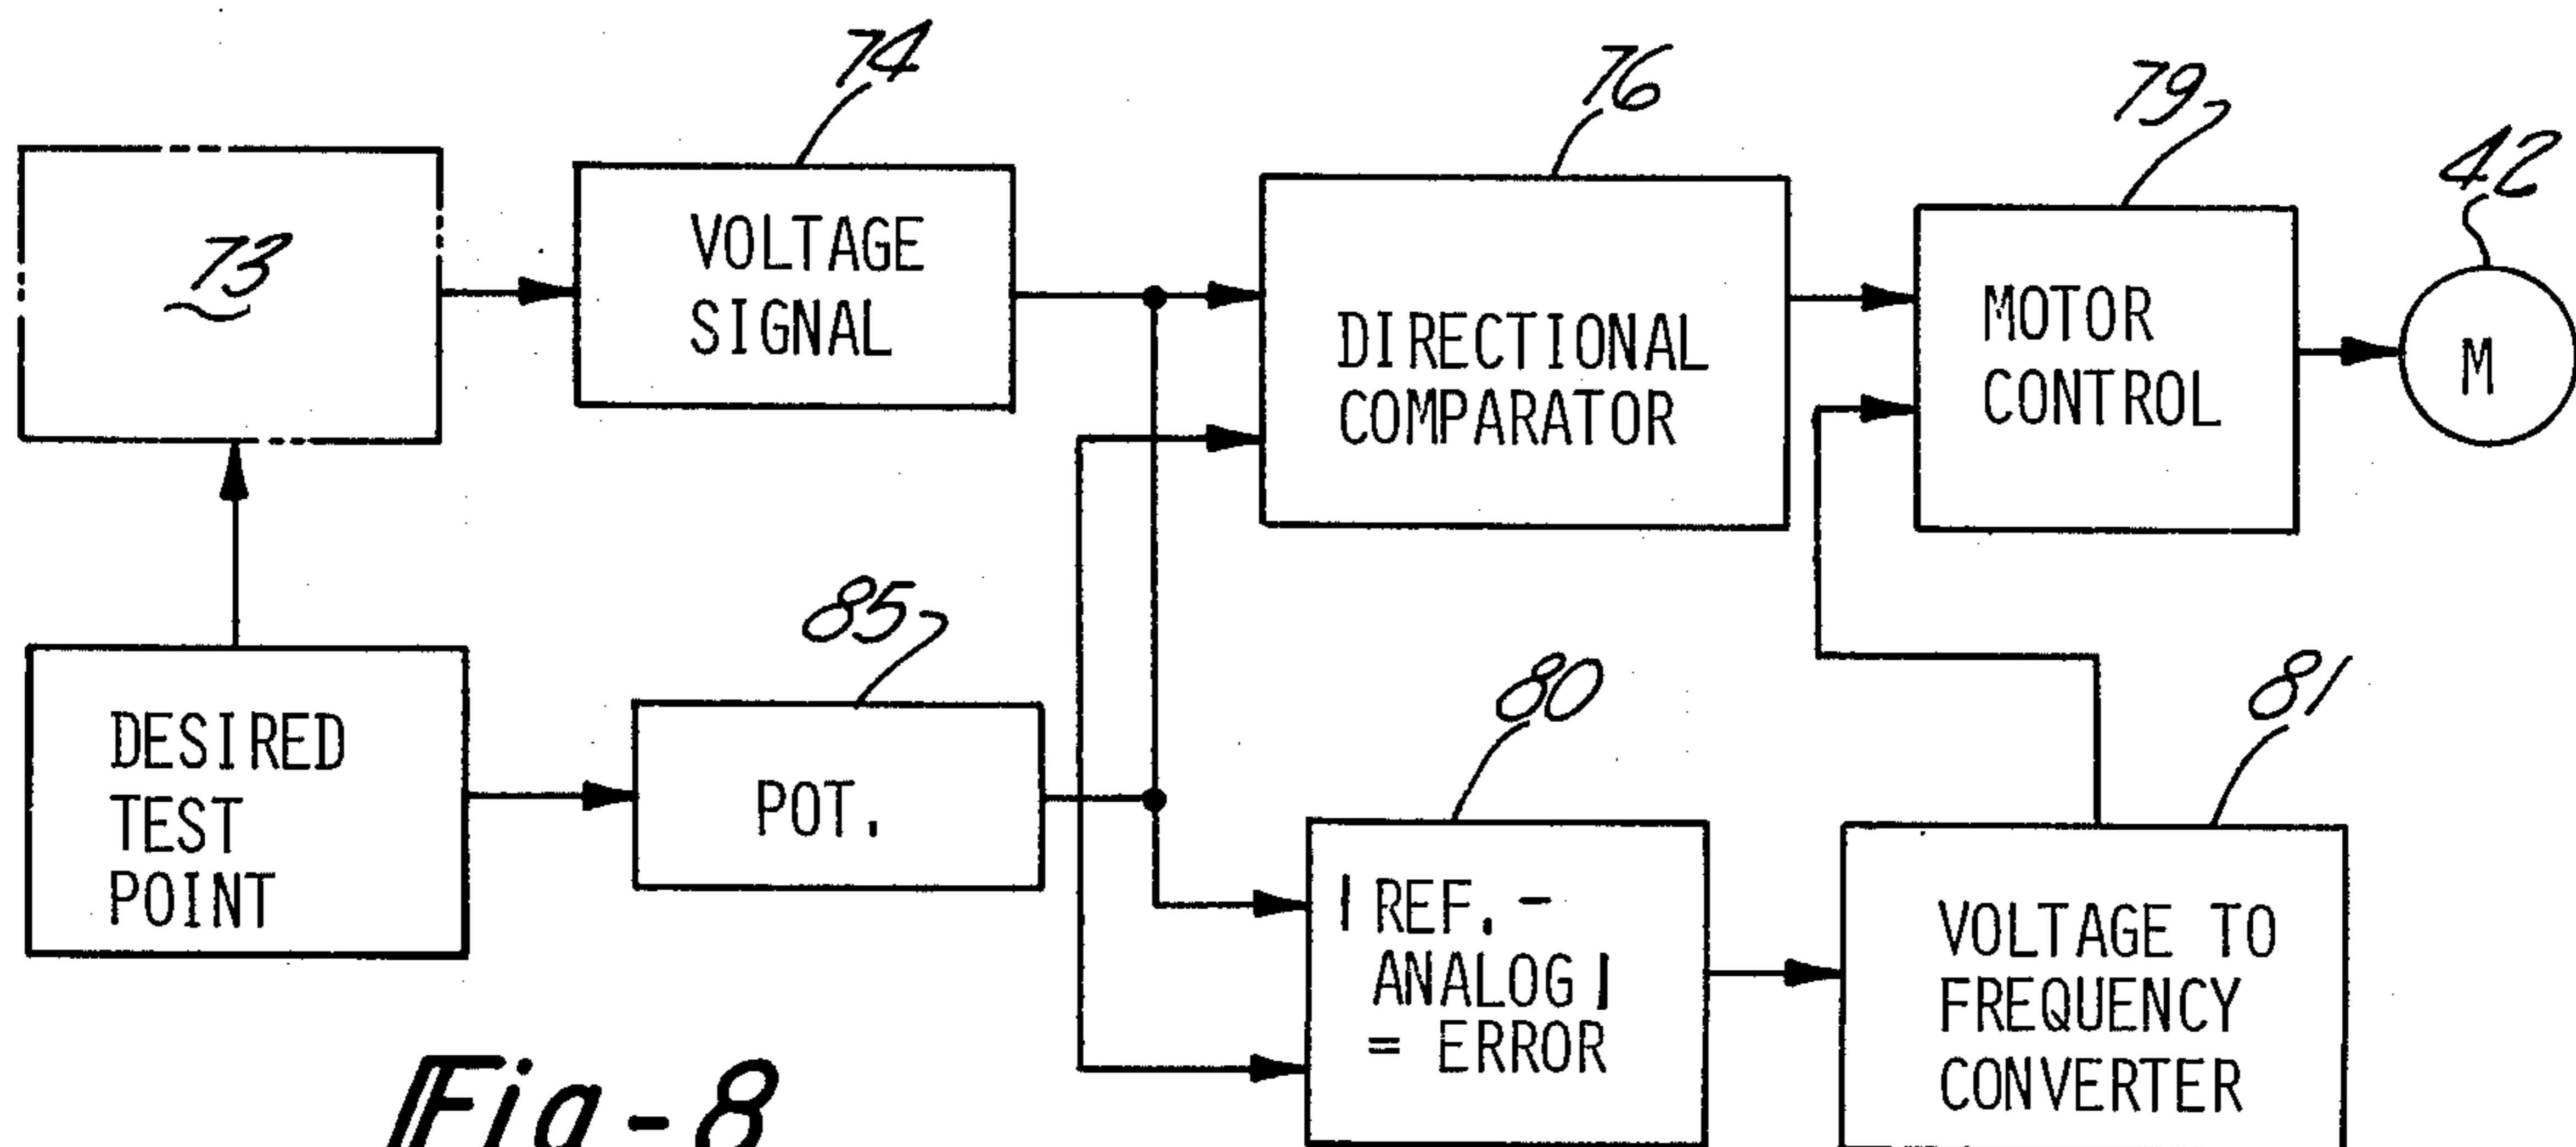 74
76
79
42
73
VOLTAGE
SIGNAL
DIRECTIONAL
COMPARATOR
MOTOR
CONTROL
M
85
80
81
DESIRED
TEST
POINT
POT.
| REF. -
ANALOG |
= ERROR
VOLTAGE TO
FREQUENCY
CONVERTER
Fig-8